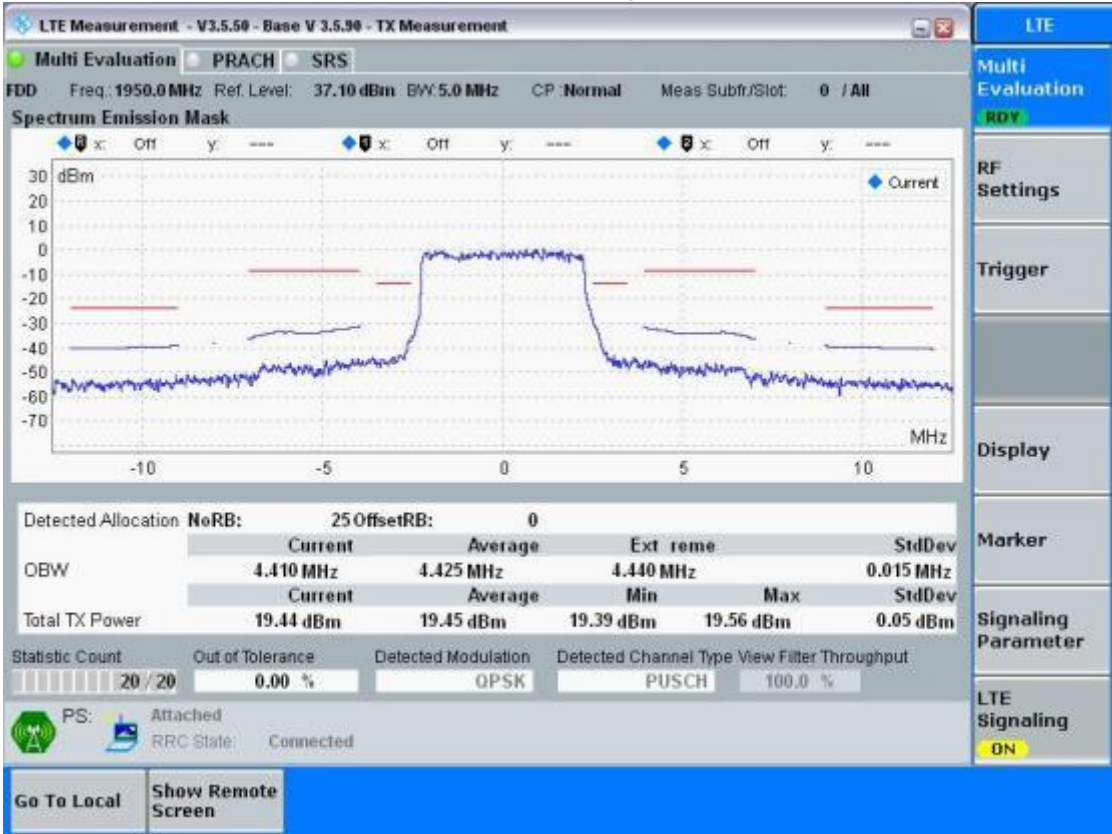 LTE Measurement - V3.5.50 - Base V 3.5.90 - TX Measurement
LTE
Multi Evaluation PRACH SRS
FDD Freq.: 1950.0 MHz Ref. Level: 37.10 dBm BW: 5.0 MHz CP : Normal Meas Subfr./Slot: 0 / All
Spectrum Emission Mask
x: Off y: --- x: Off y: --- x: Off y: ---
30 dBm
Current
20
10
0
-10
-20
-30
-40
-50
-60
-70
MHz
-10 -5 0 5 10
Detected Allocation NoRB: 25 OffsetRB: 0
Current Average Ext reme StdDev
OBW 4.410 MHz 4.425 MHz 4.440 MHz 0.015 MHz
Current Average Min Max StdDev
Total TX Power 19.44 dBm 19.45 dBm 19.39 dBm 19.56 dBm 0.05 dBm
Statistic Count Out of Tolerance Detected Modulation Detected Channel Type View Filter Throughput
20 / 20 0.00 % QPSK PUSCH 100.0 %
PS: Attached
RRC State: Connected
Go To Local
Show Remote
Screen
Multi
Evaluation
RDY
RF
Settings
Trigger
Display
Marker
Signaling
Parameter
LTE
Signaling
ON